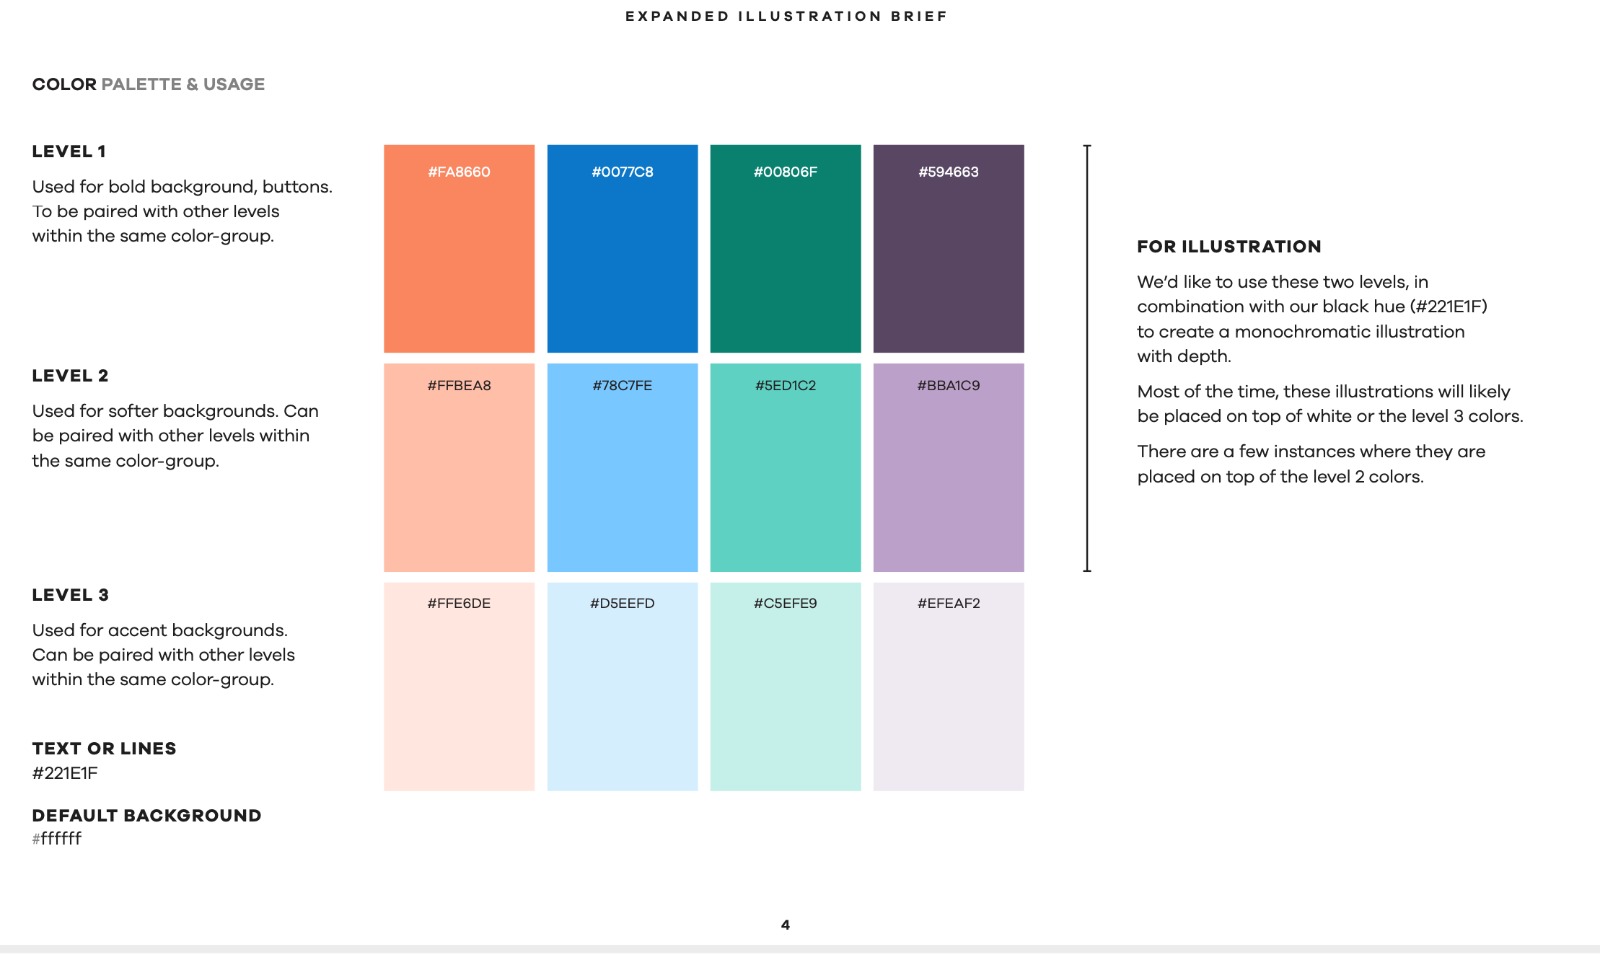 EXPANDED ILLUSTRATION BRIEF
COLOR PALETTE & USAGE
LEVEL 1
Used for bold background, buttons.
To be paired with other levels
within the same color-group.
#FA8660 #0077C8 #00806F #594663
LEVEL 2
Used for softer backgrounds. Can
be paired with other levels within
the same color-group.
#FFBEA8 #78C7FE #5ED1C2 #BBA1C9
LEVEL 3
Used for accent backgrounds.
Can be paired with other levels
within the same color-group.
#FFE6DE #D5EEFD #C5EFE9 #EFEAF2
TEXT OR LINES
#221E1F
DEFAULT BACKGROUND
#ffffff
FOR ILLUSTRATION
We’d like to use these two levels, in
combination with our black hue (#221E1F)
to create a monochromatic illustration
with depth.
Most of the time, these illustrations will likely
be placed on top of white or the level 3 colors.
There are a few instances where they are
placed on top of the level 2 colors.
4